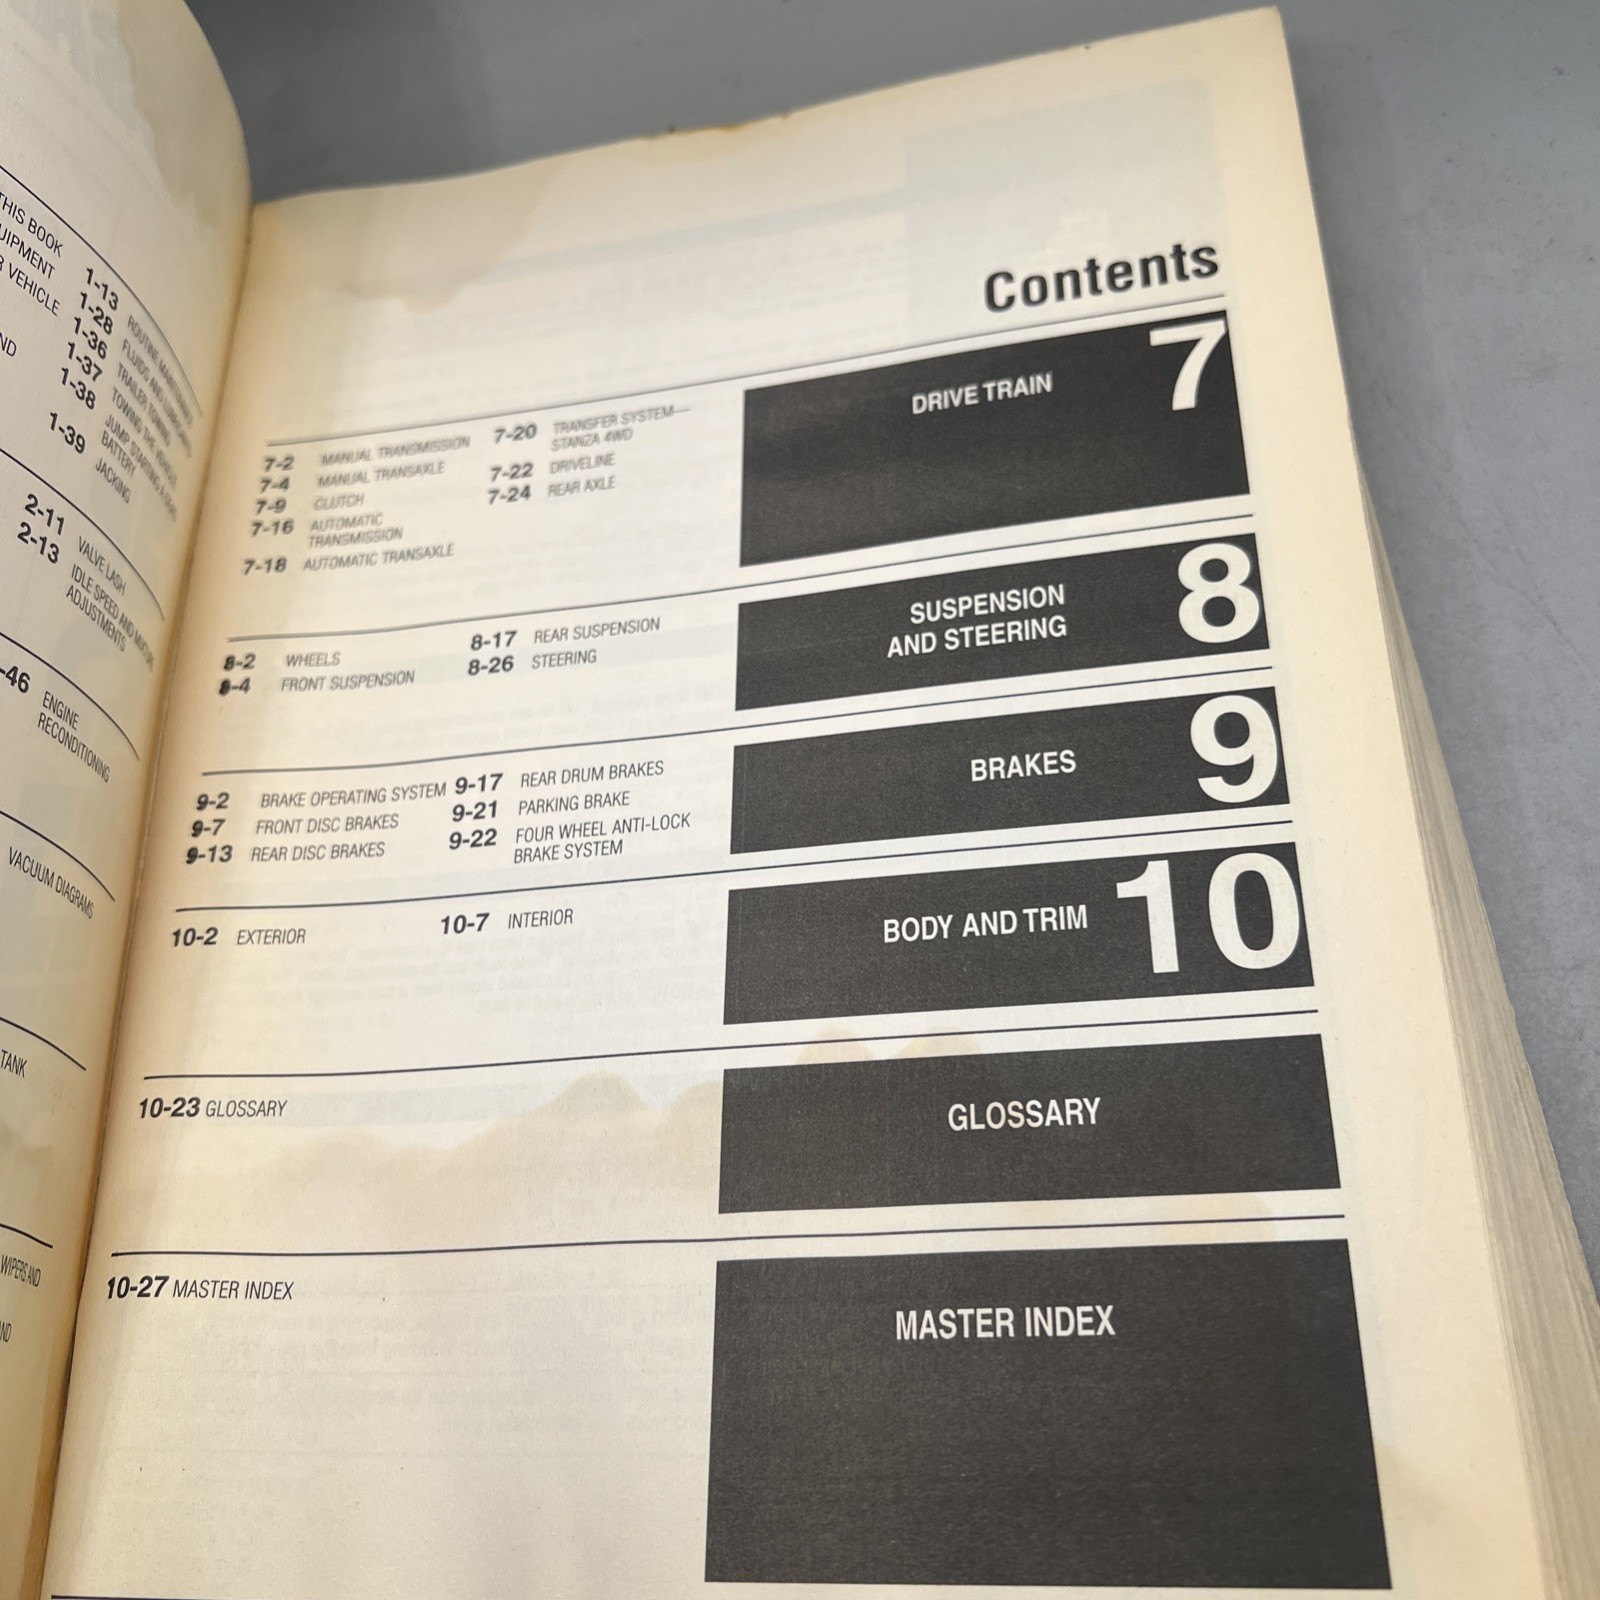 THIS BOOK
VEHICLE
1-13 ROUTINE MAINTENANCE
1-28 FLUIDS AND LUBRICANTS
1-36 TRAILER TOWING
1-37 TOWING THE VEHICLE
1-38 JUMP STARTING A DEAD
BATTERY
1-39 JACKING
2-11 VALVE LASH
2-13 IDLE SPEED AND MIXTURE
ADJUSTMENTS
-46 ENGINE
RECONDITIONING
VACUUM DIAGRAMS
TANK
WIPERS AND
Contents
7-2 MANUAL TRANSMISSION
7-4 MANUAL TRANSAXLE
7-9 CLUTCH
7-16 AUTOMATIC
TRANSMISSION
7-18 AUTOMATIC TRANSAXLE
7-20 TRANSFER SYSTEM—
STANZA 4WD
7-22 DRIVELINE
7-24 REAR AXLE
DRIVE TRAIN 7
8-2 WHEELS
8-4 FRONT SUSPENSION
8-17 REAR SUSPENSION
8-26 STEERING
SUSPENSION
AND STEERING 8
9-2 BRAKE OPERATING SYSTEM
9-7 FRONT DISC BRAKES
9-13 REAR DISC BRAKES
9-17 REAR DRUM BRAKES
9-21 PARKING BRAKE
9-22 FOUR WHEEL ANTI-LOCK
BRAKE SYSTEM
BRAKES 9
10-2 EXTERIOR
10-7 INTERIOR
BODY AND TRIM 10
10-23 GLOSSARY
GLOSSARY
10-27 MASTER INDEX
MASTER INDEX